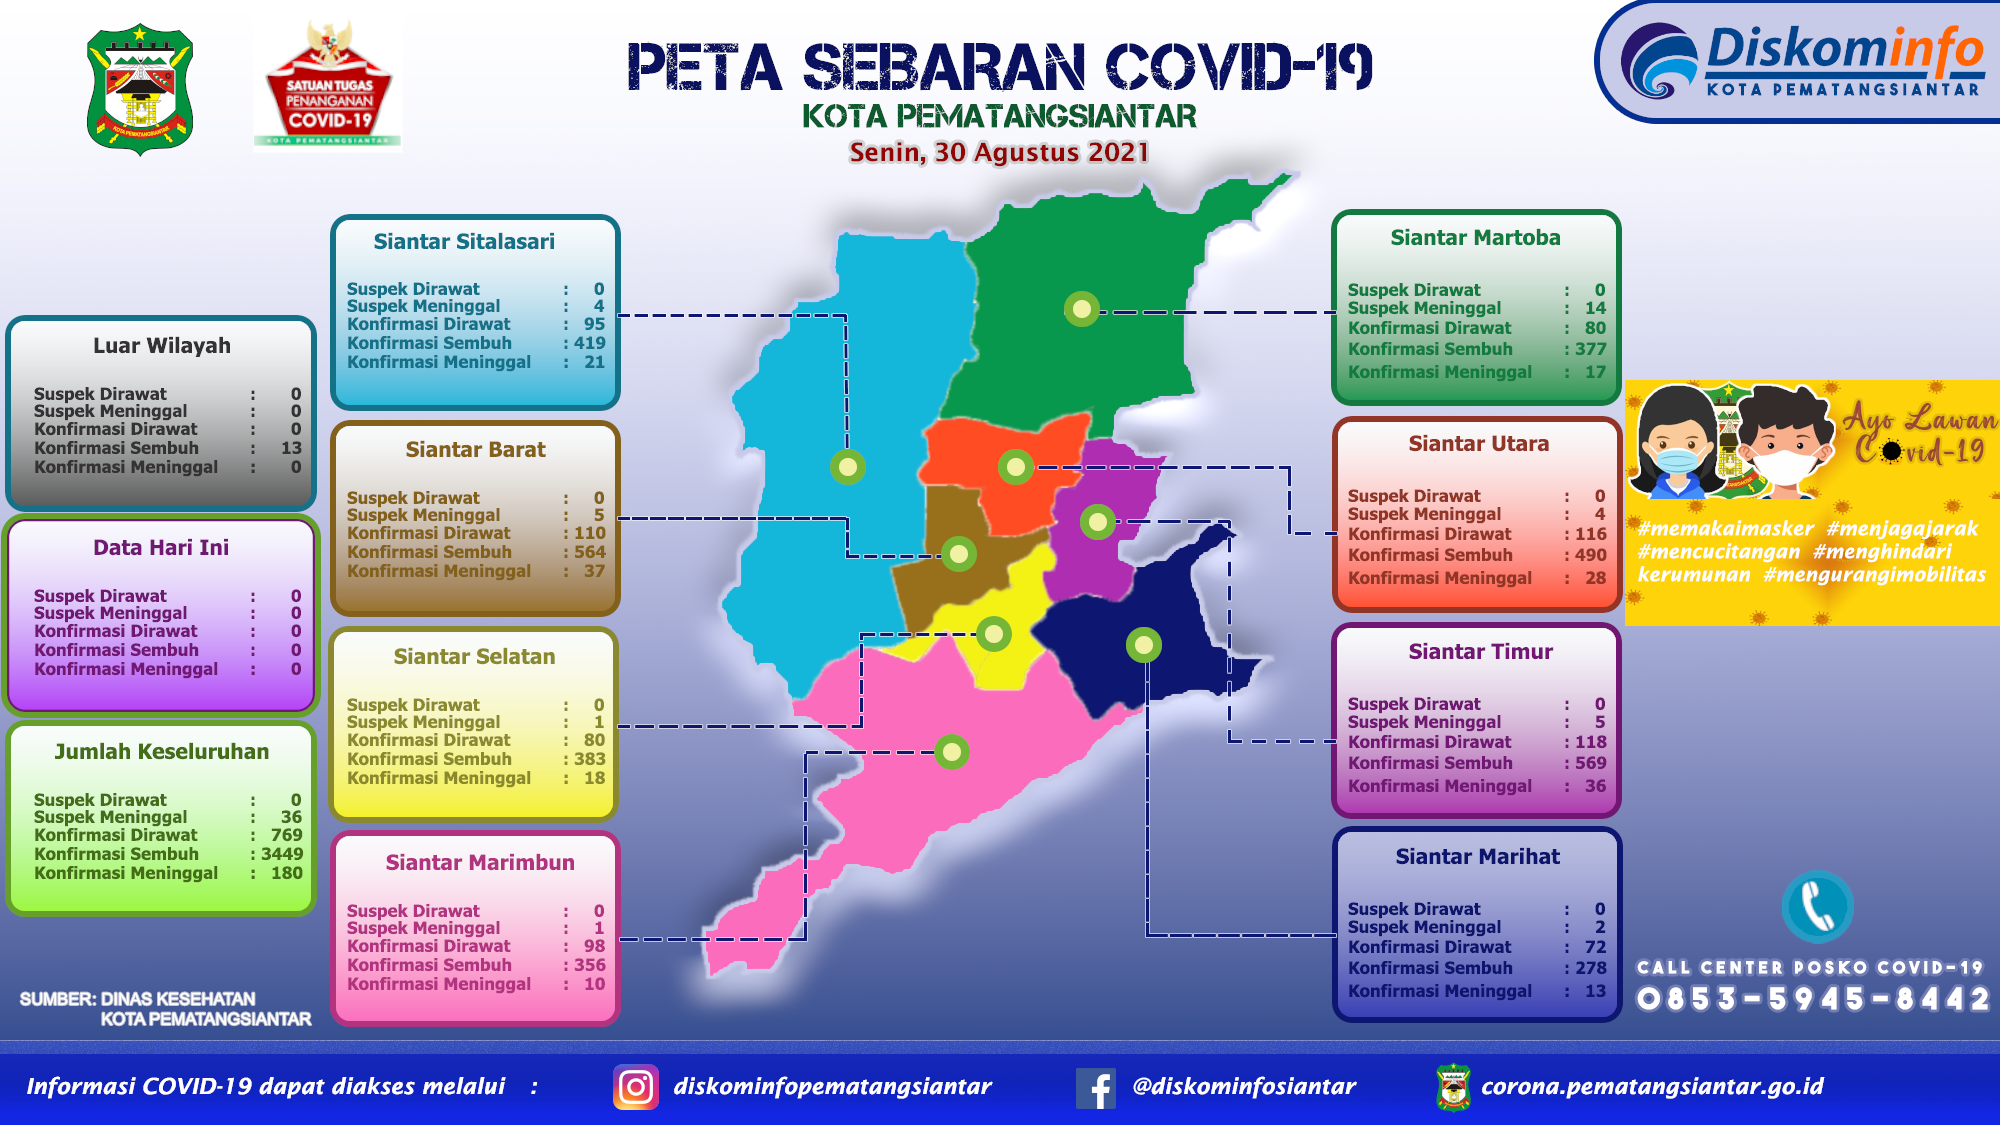 KOTA PEMATANGSIANTAR
SATUAN TUGAS
PENANGANAN
COVID-19
KOTA PEMATANGSIANTAR
PETA SEBARAN COVID-19
KOTA PEMATANGSIANTAR
Senin, 30 Agustus 2021
Diskominfo
KOTA PEMATANGSIANTAR
Luar Wilayah
Suspek Dirawat : 0
Suspek Meninggal : 0
Konfirmasi Dirawat : 0
Konfirmasi Sembuh : 13
Konfirmasi Meninggal : 0
Data Hari Ini
Suspek Dirawat : 0
Suspek Meninggal : 0
Konfirmasi Dirawat : 0
Konfirmasi Sembuh : 0
Konfirmasi Meninggal : 0
Jumlah Keseluruhan
Suspek Dirawat : 0
Suspek Meninggal : 36
Konfirmasi Dirawat : 769
Konfirmasi Sembuh : 3449
Konfirmasi Meninggal : 180
SUMBER: DINAS KESEHATAN
KOTA PEMATANGSIANTAR
Siantar Sitalasari
Suspek Dirawat : 0
Suspek Meninggal : 4
Konfirmasi Dirawat : 95
Konfirmasi Sembuh : 419
Konfirmasi Meninggal : 21
Siantar Barat
Suspek Dirawat : 0
Suspek Meninggal : 5
Konfirmasi Dirawat : 110
Konfirmasi Sembuh : 564
Konfirmasi Meninggal : 37
Siantar Selatan
Suspek Dirawat : 0
Suspek Meninggal : 1
Konfirmasi Dirawat : 80
Konfirmasi Sembuh : 383
Konfirmasi Meninggal : 18
Siantar Marimbun
Suspek Dirawat : 0
Suspek Meninggal : 1
Konfirmasi Dirawat : 98
Konfirmasi Sembuh : 356
Konfirmasi Meninggal : 10
Siantar Martoba
Suspek Dirawat : 0
Suspek Meninggal : 14
Konfirmasi Dirawat : 80
Konfirmasi Sembuh : 377
Konfirmasi Meninggal : 17
Siantar Utara
Suspek Dirawat : 0
Suspek Meninggal : 4
Konfirmasi Dirawat : 116
Konfirmasi Sembuh : 490
Konfirmasi Meninggal : 28
Siantar Timur
Suspek Dirawat : 0
Suspek Meninggal : 5
Konfirmasi Dirawat : 118
Konfirmasi Sembuh : 569
Konfirmasi Meninggal : 36
Siantar Marihat
Suspek Dirawat : 0
Suspek Meninggal : 2
Konfirmasi Dirawat : 72
Konfirmasi Sembuh : 278
Konfirmasi Meninggal : 13
Ayo Lawan
Covid-19
#memakaimasker #menjagajarak
#mencucitangan #menghindari
kerumunan #mengurangimobilitas
CALL CENTER POSKO COVID-19
0853-5945-8442
Informasi COVID-19 dapat diakses melalui :
diskominfopematangsiantar
@diskominfosiantar
corona.pematangsiantar.go.id